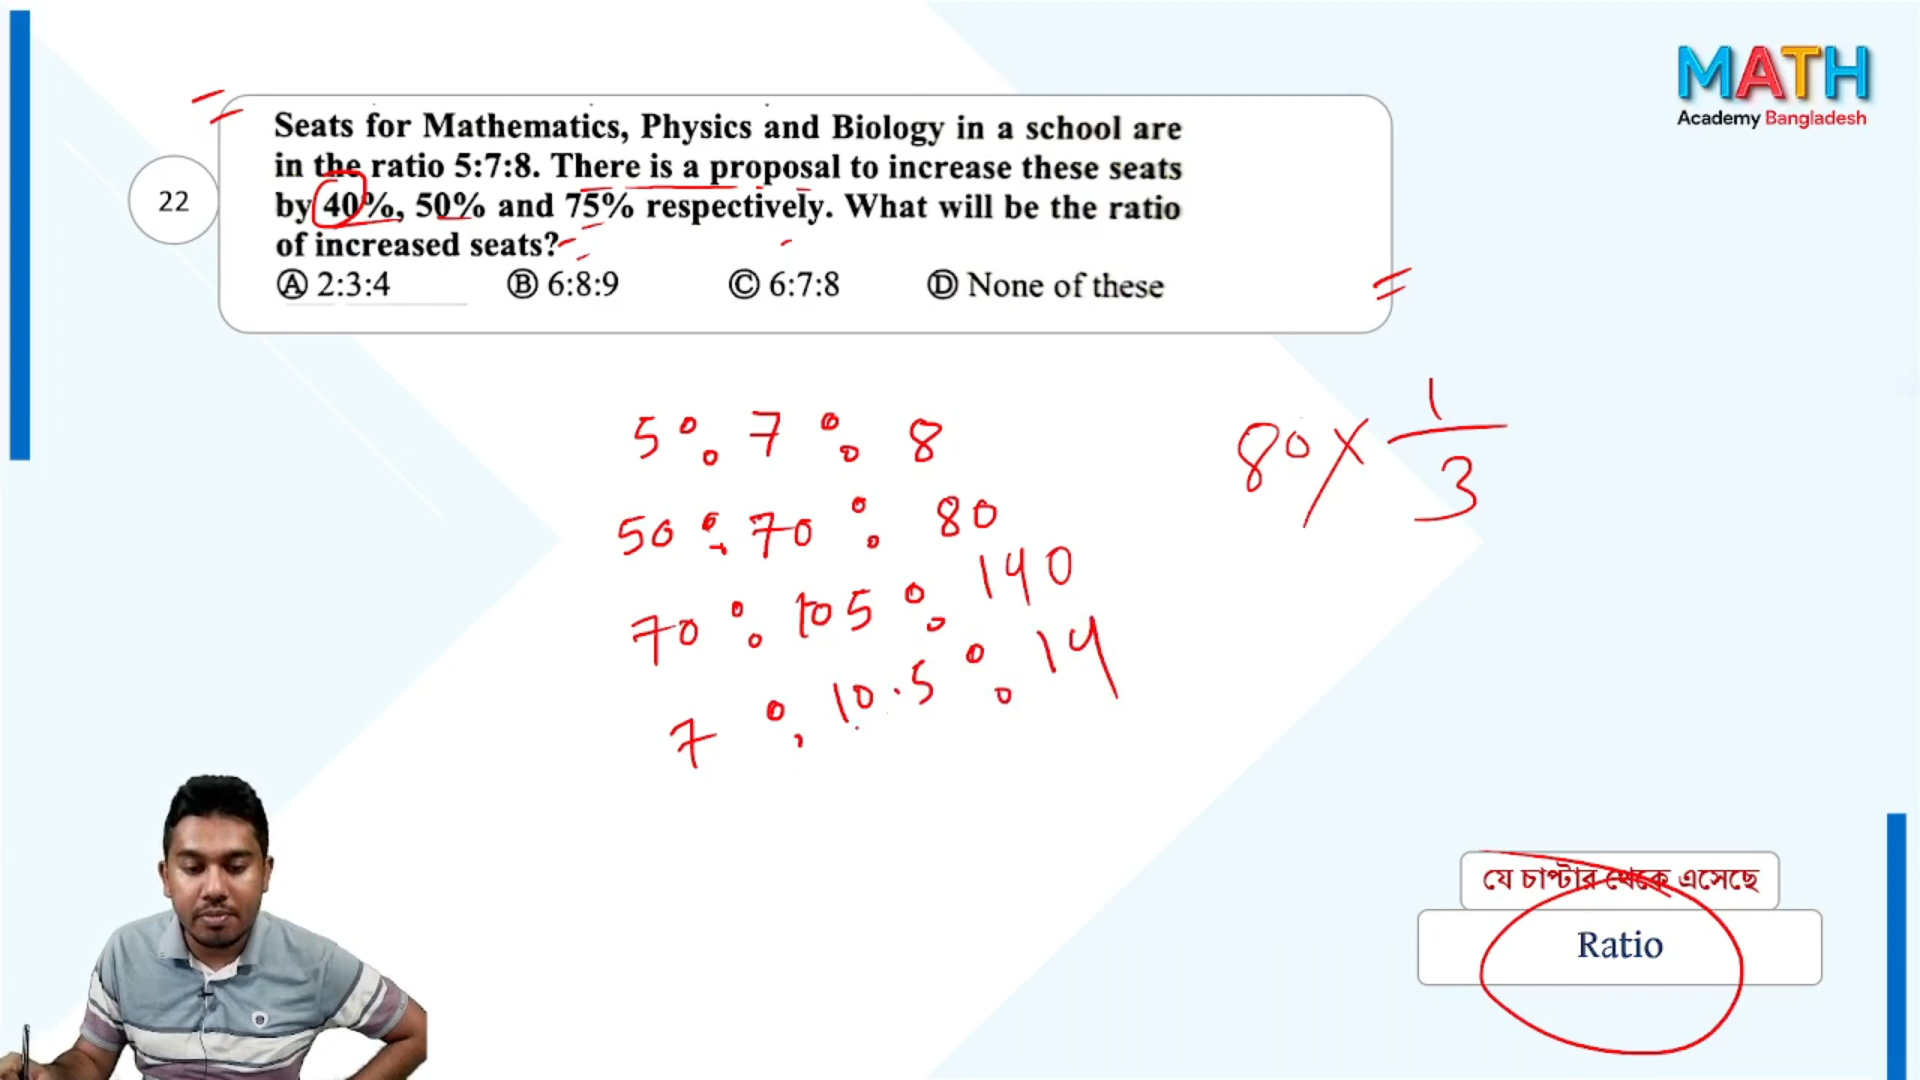 MATH
Academy Bangladesh
22
Seats for Mathematics, Physics and Biology in a school are
in the ratio 5:7:8. There is a proposal to increase these seats
by 40%, 50% and 75% respectively. What will be the ratio
of increased seats?
Ⓐ 2:3:4 Ⓑ 6:8:9 Ⓒ 6:7:8 Ⓓ None of these
5 : 7 : 8
50 : 70 : 80
70 : 105 : 140
7 : 10.5 : 14
80 × 1/3
যে চাপ্টার থেকে এসেছে
Ratio